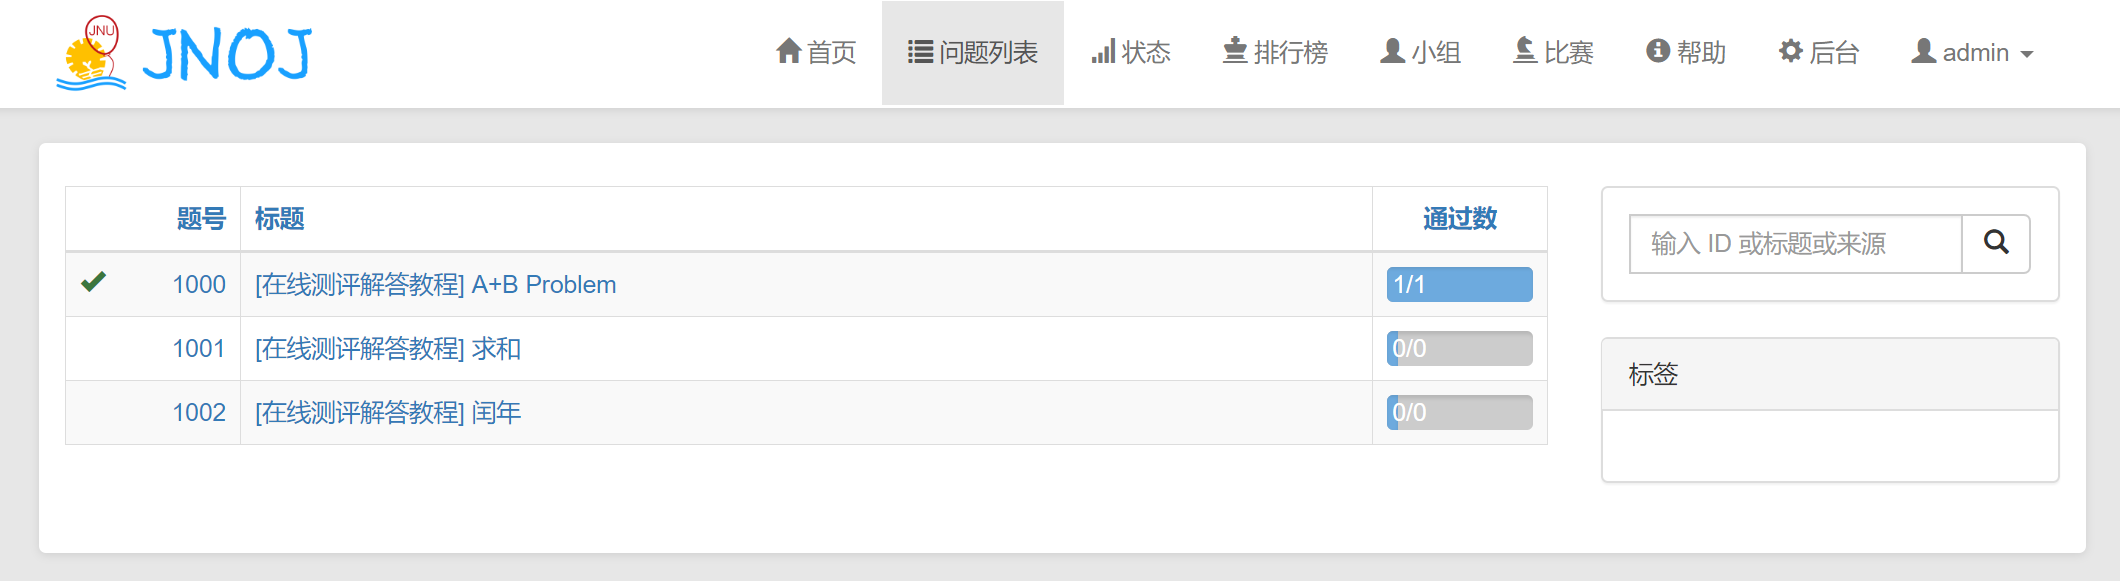 JNU JNOJ 首页 问题列表 状态 排行榜 小组 比赛 帮助 后台 admin
题号 标题 通过数
1000 [在线测评解答教程] A+B Problem 1/1
1001 [在线测评解答教程] 求和 0/0
1002 [在线测评解答教程] 闰年 0/0
输入 ID 或标题或来源
标签